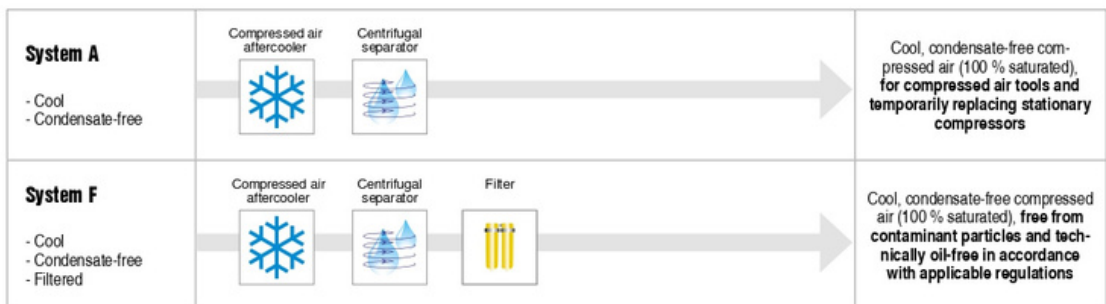 System A
- Cool
- Condensate-free
Compressed air
aftercooler
Centrifugal
separator
Cool, condensate-free com-
pressed air (100 % saturated),
for compressed air tools and
temporarily replacing stationary
compressors
System F
- Cool
- Condensate-free
- Filtered
Compressed air
aftercooler
Centrifugal
separator
Filter
Cool, condensate-free compressed
air (100 % saturated), free from
contaminant particles and tech-
nically oil-free in accordance
with applicable regulations